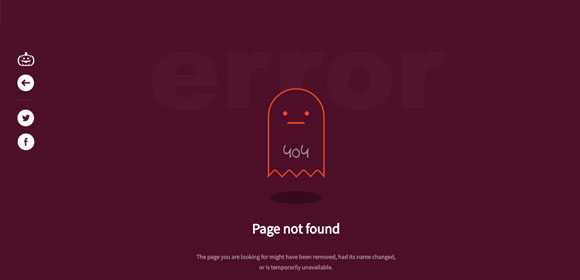 error
404
Page not found
The page you are looking for might have been removed, had its name changed,
or is temporarily unavailable.